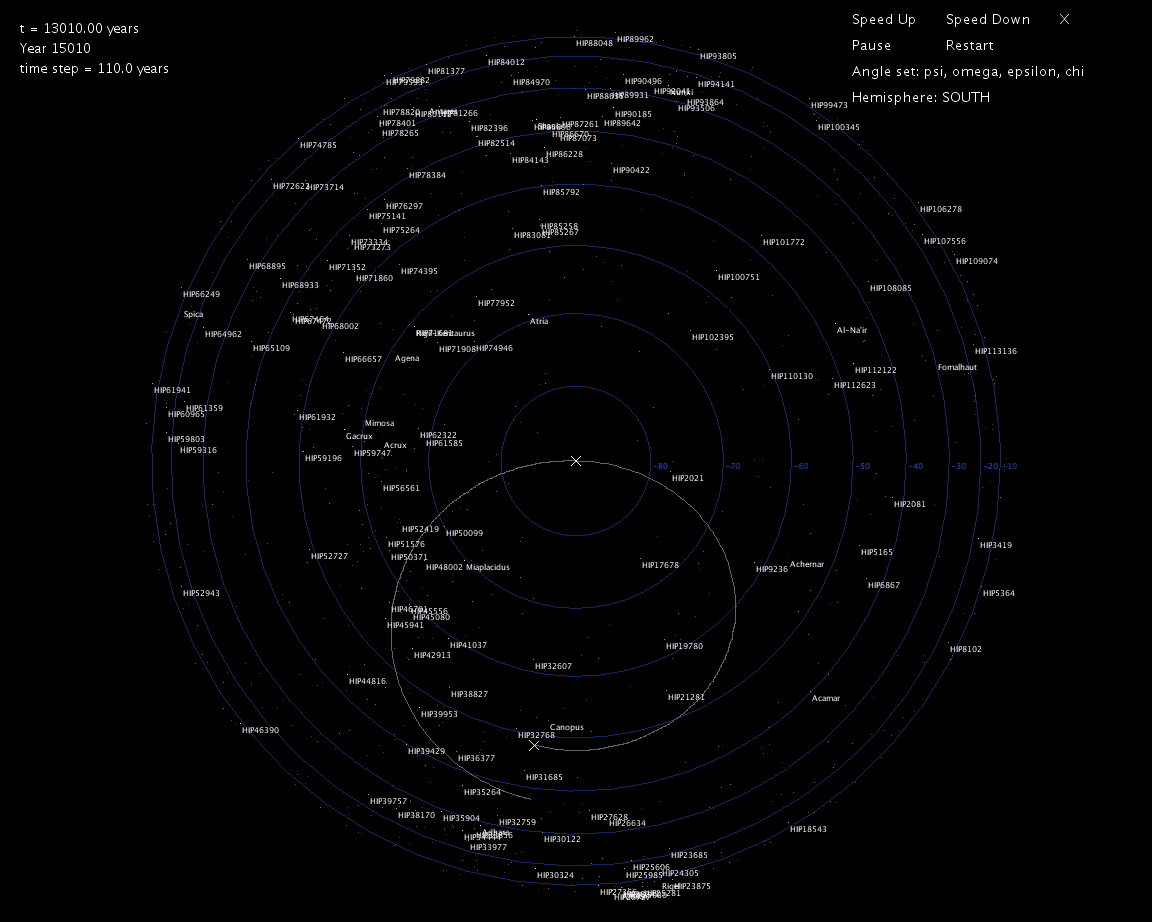 t = 13010.00 years
Year 15010
time step = 110.0 years
Speed Up Speed Down X
Pause Restart
Angle set: psi, omega, epsilon, chi
Hemisphere: SOUTH
HIP88048 HIP89962
HIP84012 HIP93805
HIP81377
HIP84970 HIP90496 HIP94141
HIP89931 Nunki
HIP93864
HIP99473 HIP93506
HIP78820 HIP81266 HIP90185
HIP78401 HIP82396 HIP87261 HIP89642 HIP100345
HIP78265 HIP86670
HIP74785 HIP82514 HIP87073
HIP84143 HIP86228
HIP78384 HIP90422
HIP73714 HIP85792
HIP76297 HIP106278
HIP75141
HIP75264 HIP83081 HIP85258
HIP85267
HIP73334 HIP101772 HIP107556
HIP73273
HIP68895 HIP71352 HIP74395 HIP109074
HIP68933 HIP71860 HIP100751
HIP66249 HIP77952 HIP108085
Spica Atria
HIP68002 Al-Na'ir
HIP64962 HIP102395
HIP65109 HIP71908 HIP74946 HIP113136
HIP66657 Agena HIP112122 Fomalhaut
HIP110130
HIP61941 HIP112623
HIP61359
HIP60965 HIP61932
Mimosa
HIP59803 Gacrux HIP62322
HIP59316 Acrux HIP61585
HIP59196 HIP59747
-80 -70 -60 -50 -40 -30 -20 -10
HIP56561 HIP2021
HIP2081
HIP52419 HIP50099
HIP51576 HIP3419
HIP52727 HIP50371 HIP5165
HIP48002 Miaplacidus HIP17678 HIP9236 Achernar
HIP52943 HIP6867 HIP5364
HIP45556
HIP45080
HIP45941
HIP41037 HIP19780 HIP8102
HIP42913
HIP32607
HIP44816
HIP38827 HIP21281 Acamar
HIP39953
HIP46390 Canopus
HIP32768
HIP39429
HIP36377
HIP31685
HIP35264
HIP39757
HIP38170 HIP35904 HIP32759 HIP27628
HIP26634 HIP18543
Adhara
HIP33977 HIP30122
HIP23685
HIP30324 HIP25606
HIP25985 HIP24305
HIP23875